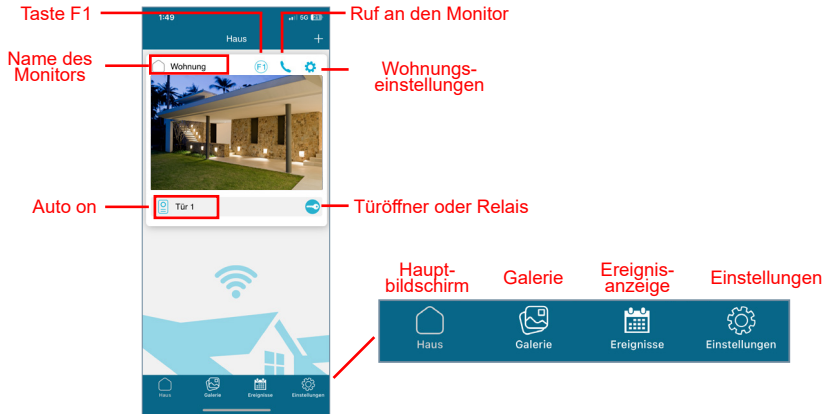 Taste F1
Ruf an den Monitor
1:49
5G 83
Haus
+
Name des
Monitors
Wohnung
F1
Wohnungs-
einstellungen
Auto on
Tür 1
Türöffner oder Relais
Haupt-
bildschirm
Galerie
Ereignis-
anzeige
Einstellungen
Haus
Galerie
Ereignisse
Einstellungen
Haus
Galerie
Ereignisse
Einstellungen